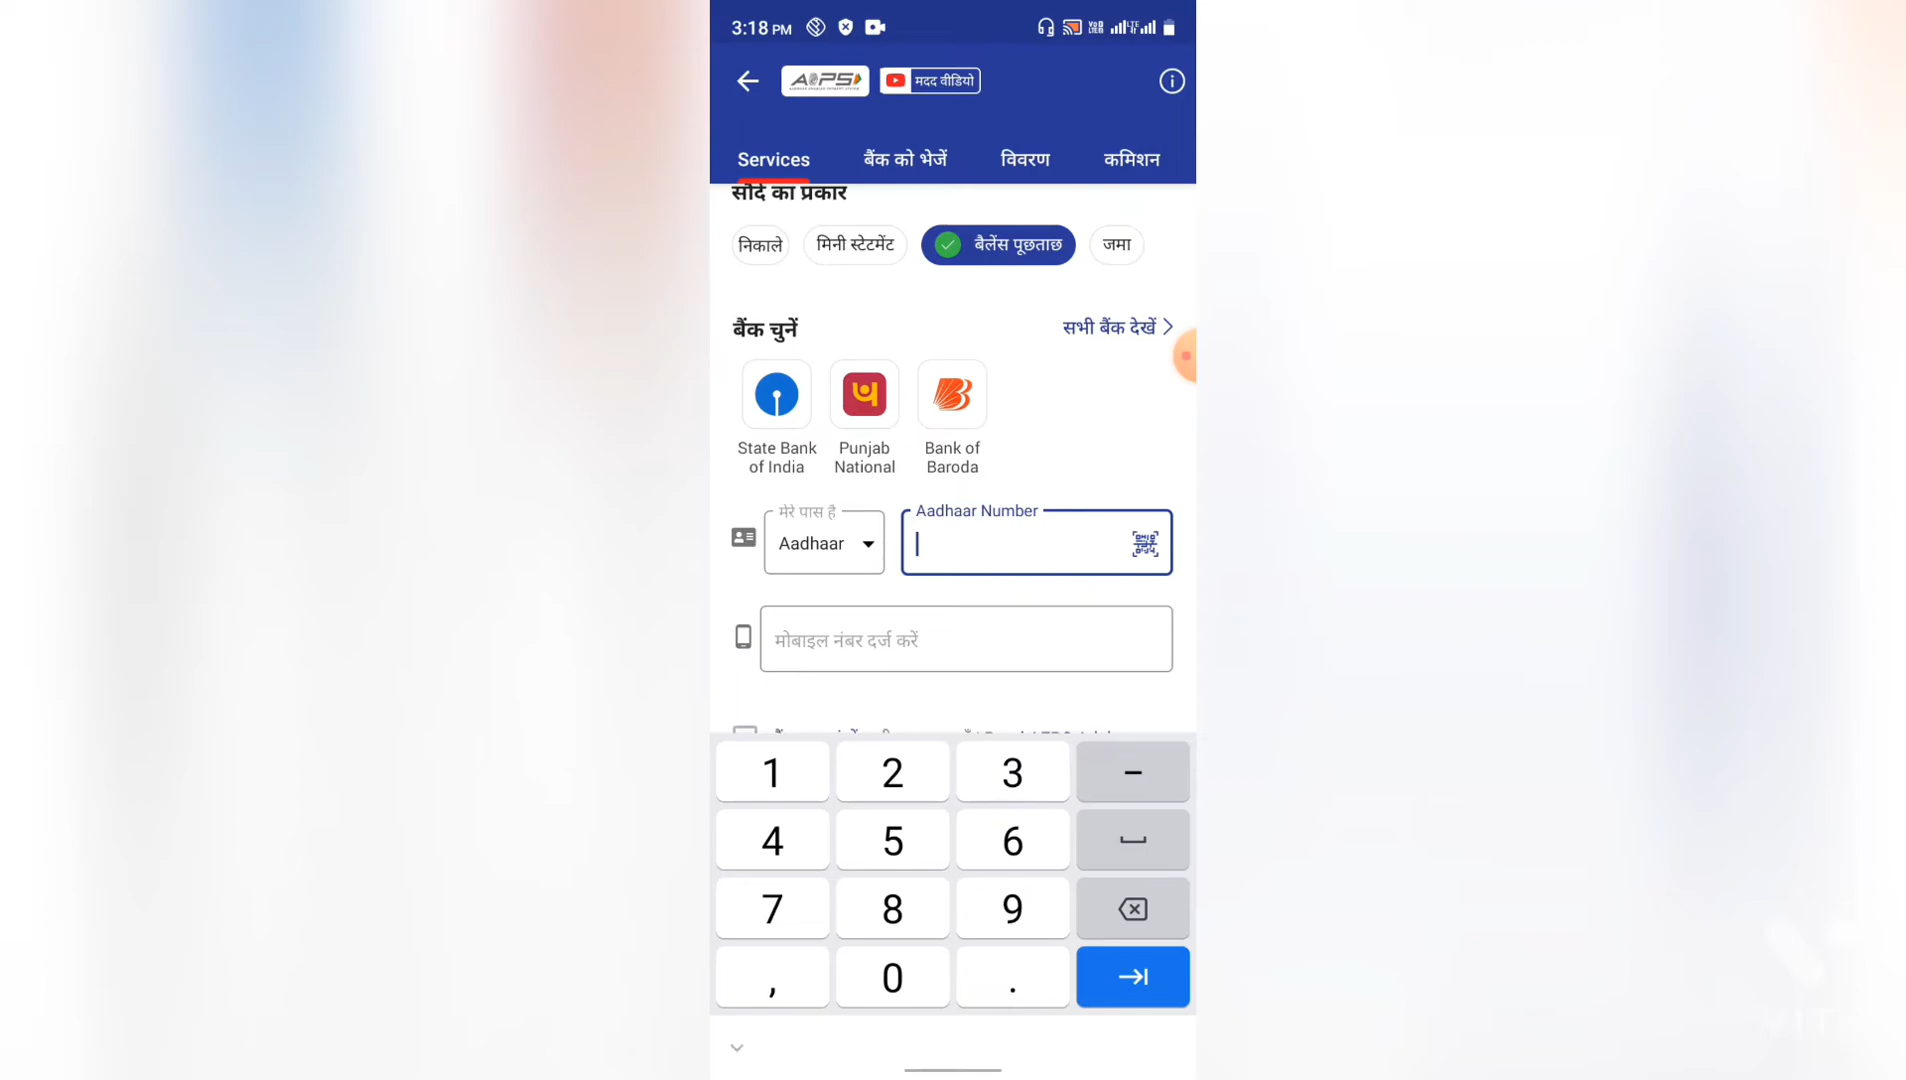 3:18 PM
AePS
मदद वीडियो
Services
बैंक को भेजें
विवरण
कमिशन
सौदे का प्रकार
निकाले
मिनी स्टेटमेंट
बैलेंस पूछताछ
जमा
बैंक चुनें
सभी बैंक देखें
State Bank
of India
Punjab
National
Bank of
Baroda
मेरे पास है
Aadhaar
Aadhaar Number
मोबाइल नंबर दर्ज करें
1 2 3 -
4 5 6
7 8 9
, 0 .